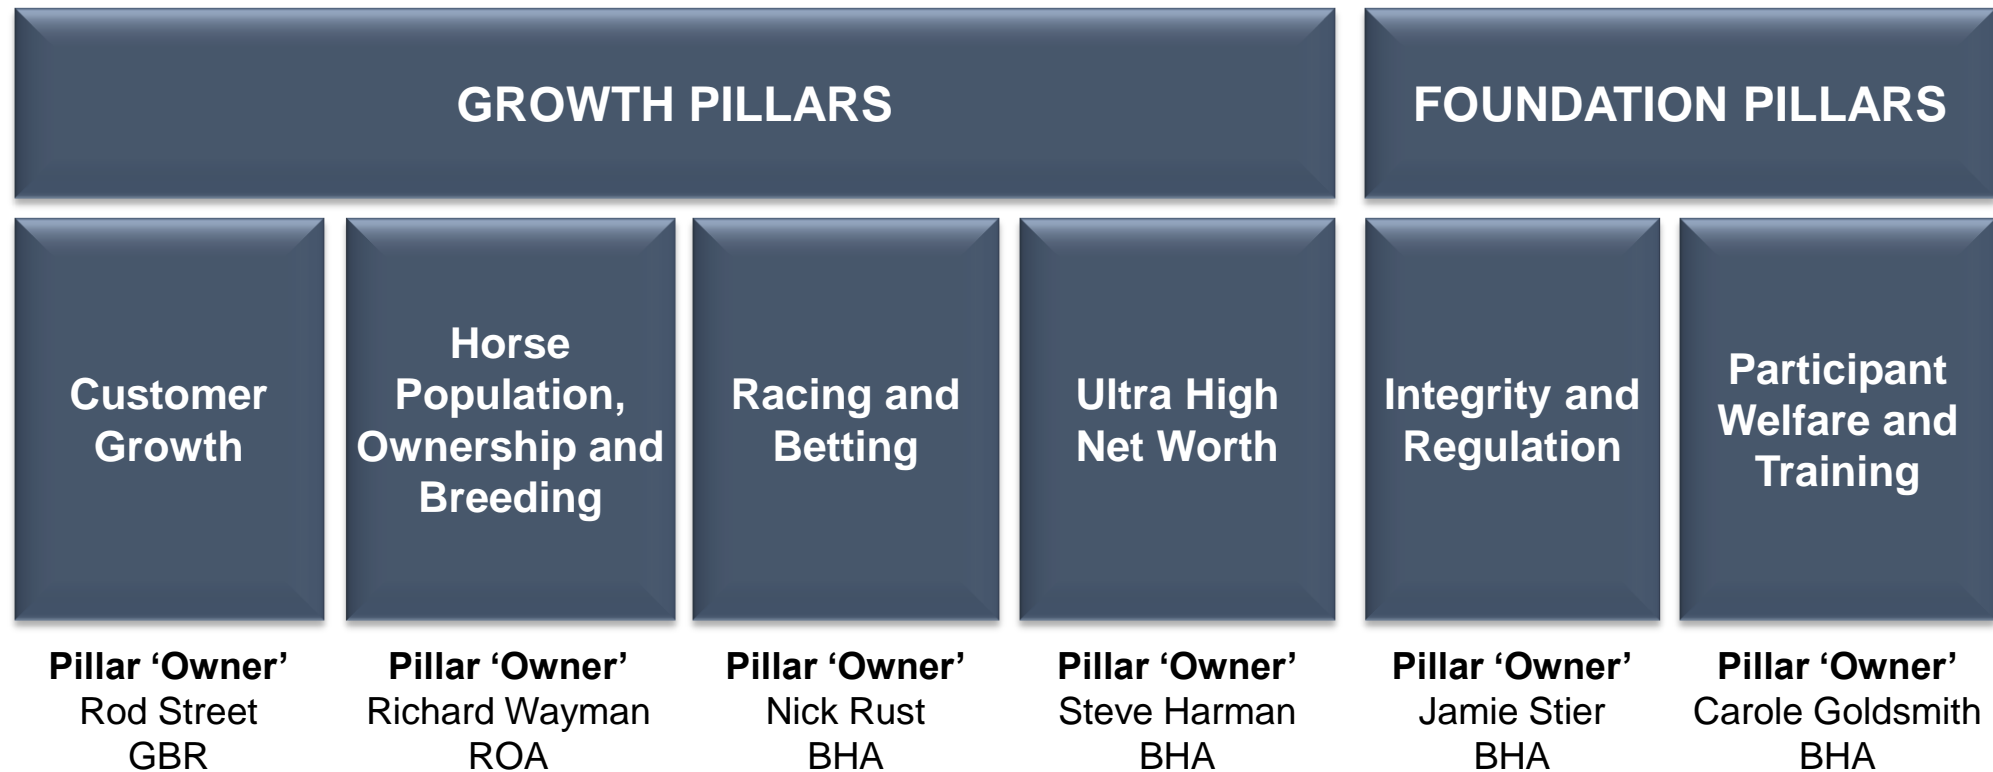 GROWTH PILLARS
FOUNDATION PILLARS
Customer
Growth
Horse
Population,
Ownership and
Breeding
Racing and
Betting
Ultra High
Net Worth
Integrity and
Regulation
Participant
Welfare and
Training
Pillar ‘Owner’
Rod Street
GBR
Pillar ‘Owner’
Richard Wayman
ROA
Pillar ‘Owner’
Nick Rust
BHA
Pillar ‘Owner’
Steve Harman
BHA
Pillar ‘Owner’
Jamie Stier
BHA
Pillar ‘Owner’
Carole Goldsmith
BHA